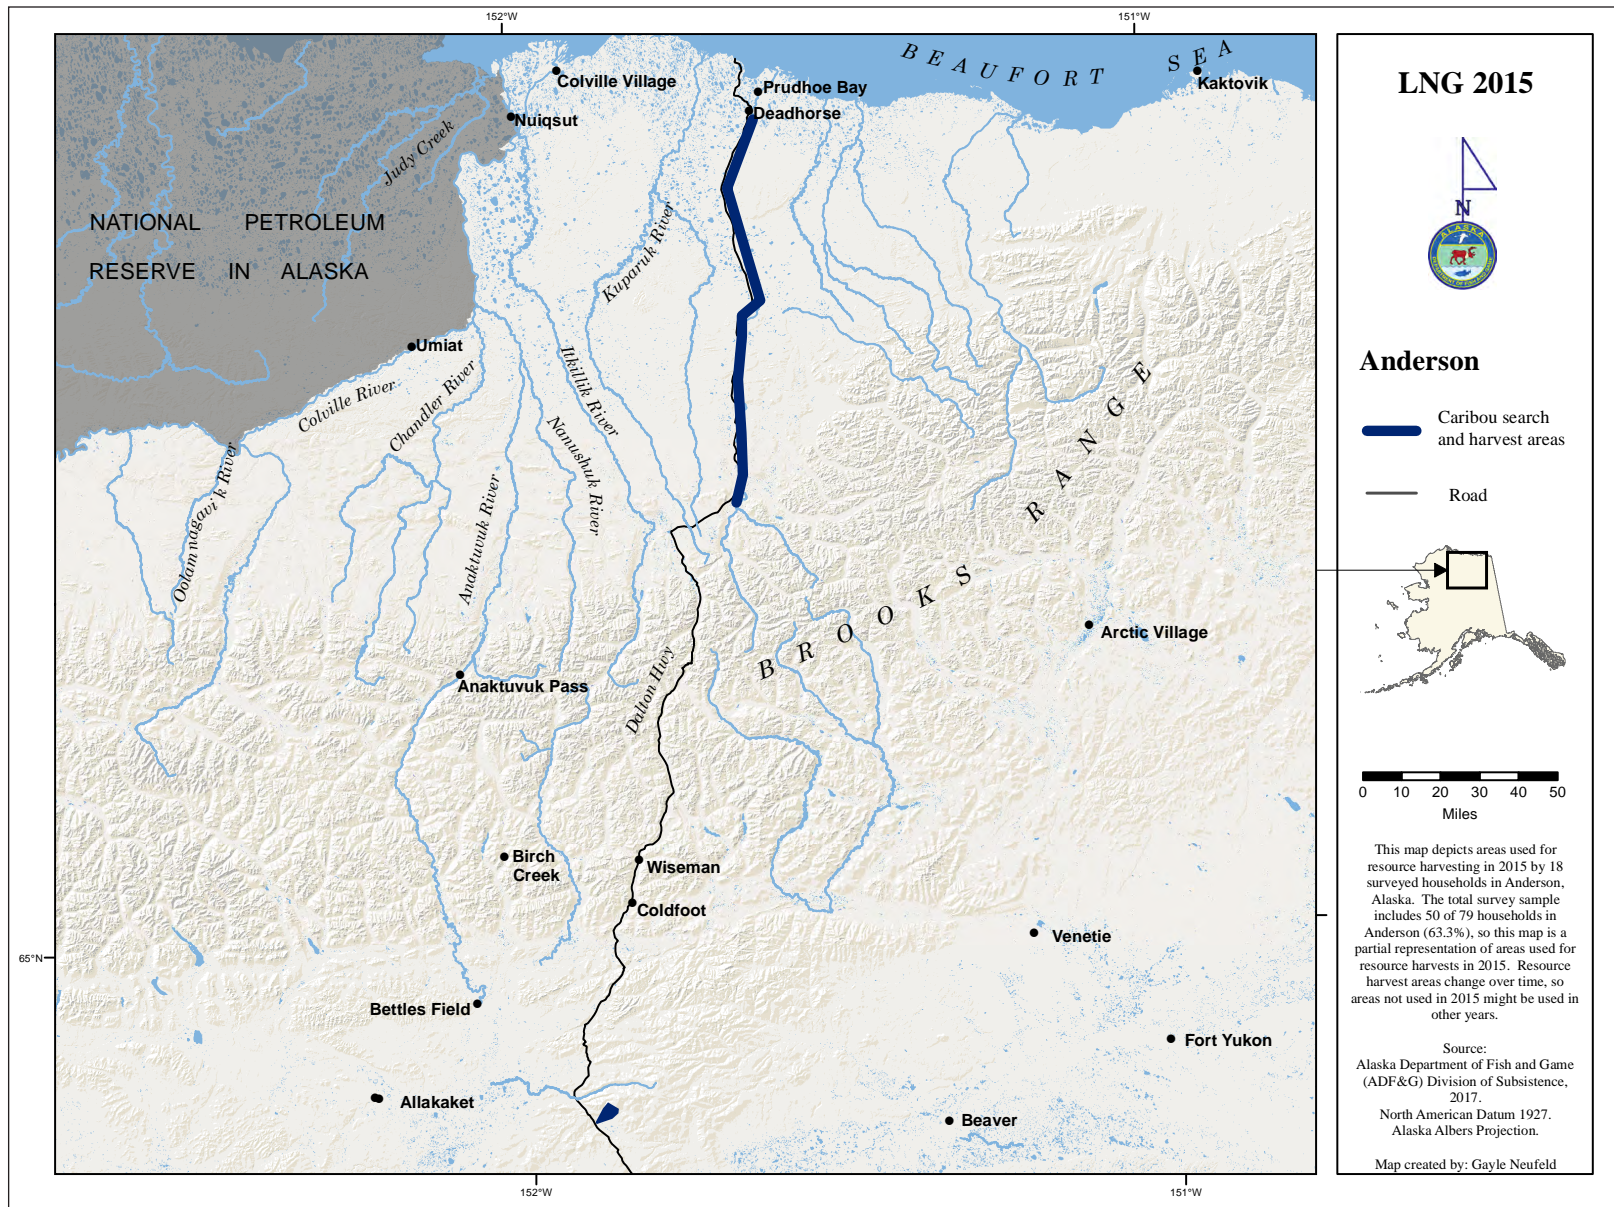 152°W
151°W
BEAUFORT SEA
Colville Village
Prudhoe Bay
Kaktovik
Nuiqsut
Deadhorse
Judy Creek
NATIONAL PETROLEUM
RESERVE IN ALASKA
Kuparuk River
Umiat
Colville River
Chandler River
Itkillik River
Nanushuk River
Oolamnagavik River
Anaktuvuk River
BROOKS RANGE
Arctic Village
Anaktuvuk Pass
Dalton Hwy
Birch
Creek
Wiseman
Coldfoot
Venetie
65°N
Bettles Field
Fort Yukon
Allakaket
Beaver
152°W
151°W
LNG 2015
N
ALASKA
Anderson
Caribou search
and harvest areas
Road
0 10 20 30 40 50
Miles
This map depicts areas used for
resource harvesting in 2015 by 18
surveyed households in Anderson,
Alaska. The total survey sample
includes 50 of 79 households in
Anderson (63.3%), so this map is a
partial representation of areas used for
resource harvests in 2015. Resource
harvest areas change over time, so
areas not used in 2015 might be used in
other years.
Source:
Alaska Department of Fish and Game
(ADF&G) Division of Subsistence,
2017.
North American Datum 1927.
Alaska Albers Projection.
Map created by: Gayle Neufeld